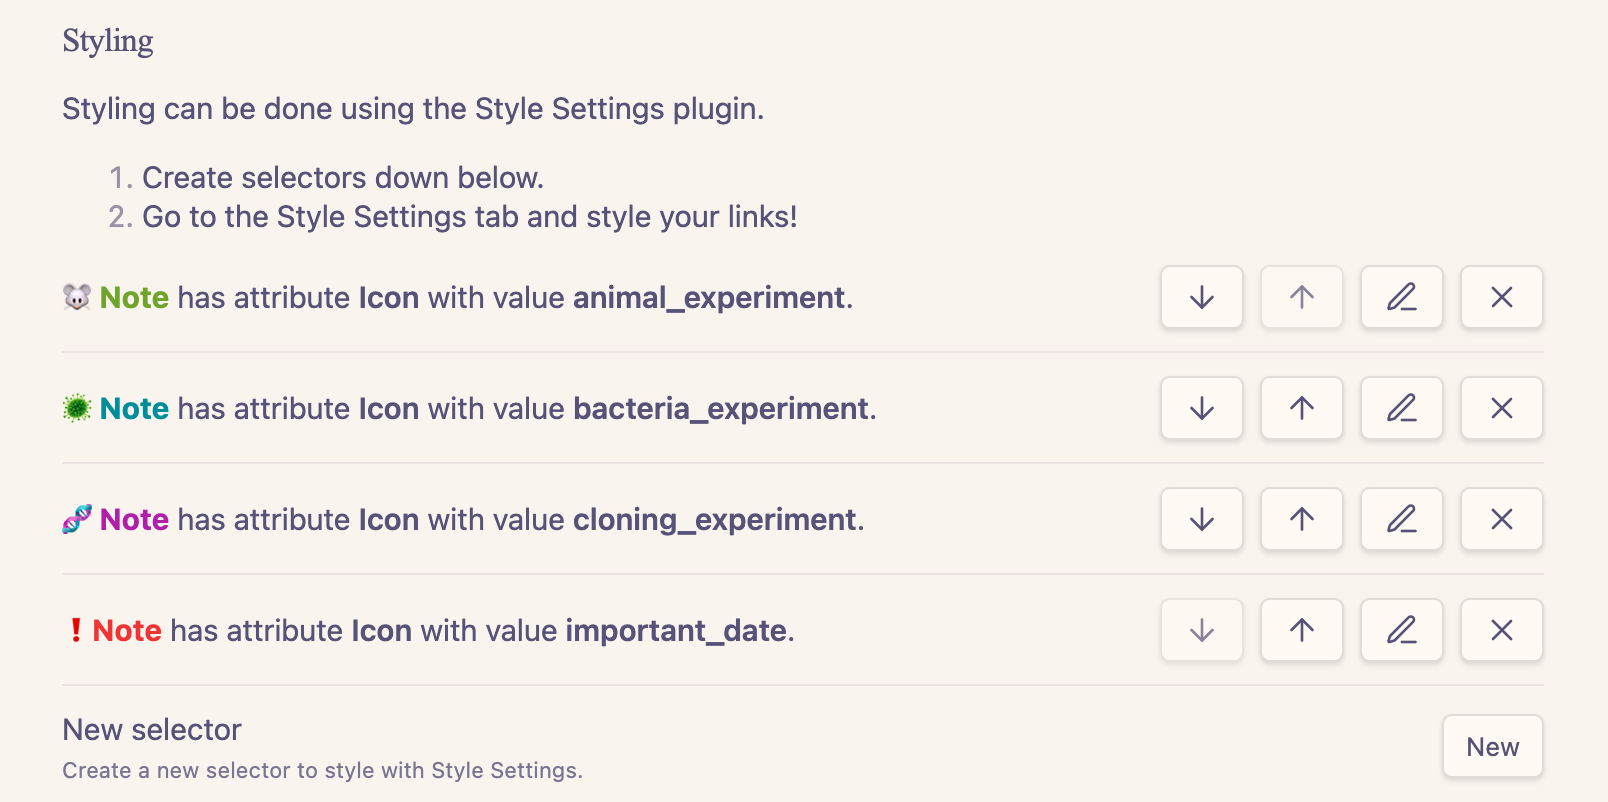 Styling
Styling can be done using the Style Settings plugin.
1. Create selectors down below.
2. Go to the Style Settings tab and style your links!
🐭 Note has attribute Icon with value animal_experiment.
🦠 Note has attribute Icon with value bacteria_experiment.
🧬 Note has attribute Icon with value cloning_experiment.
❗ Note has attribute Icon with value important_date.
New selector
Create a new selector to style with Style Settings.
New